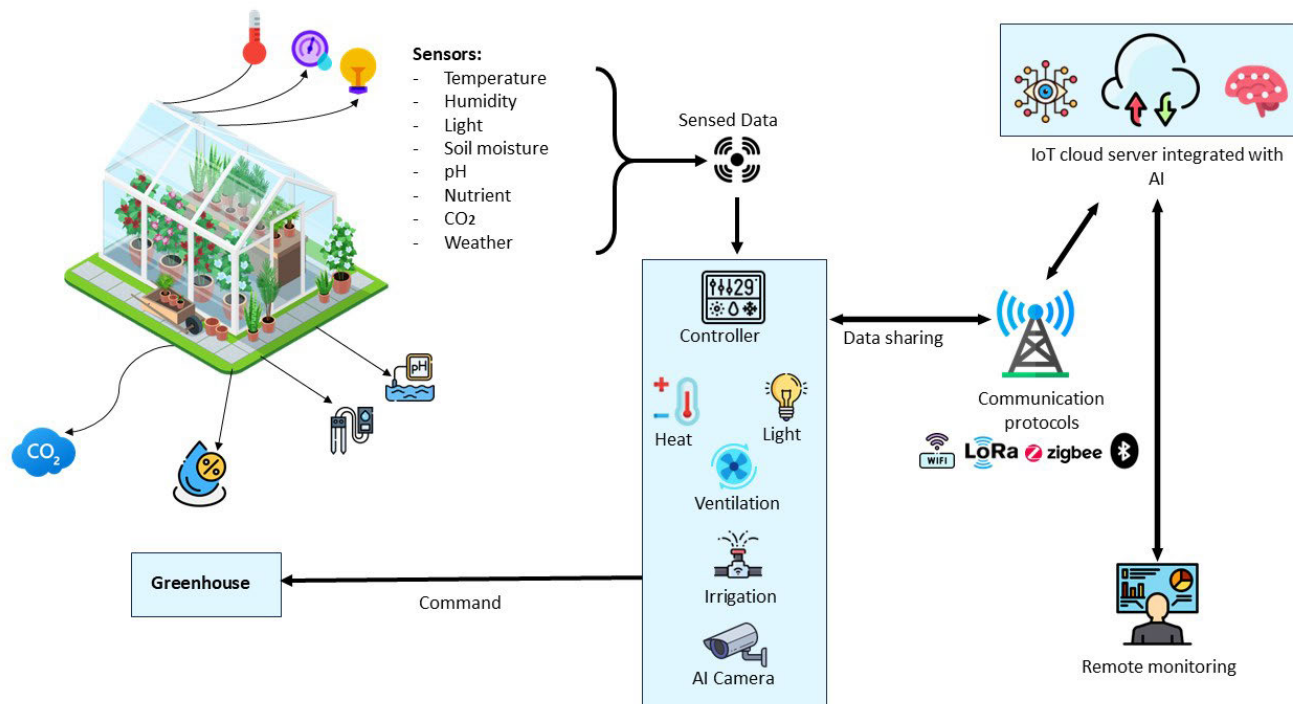 Sensors:
- Temperature
- Humidity
- Light
- Soil moisture
- pH
- Nutrient
- CO2
- Weather
Sensed Data
IoT cloud server integrated with
AI
29°
Controller
Data sharing
Heat
Light
Communication
protocols
WIFI
LoRa
zigbee
Ventilation
pH
CO2
%
Greenhouse
Command
Irrigation
AI Camera
Remote monitoring